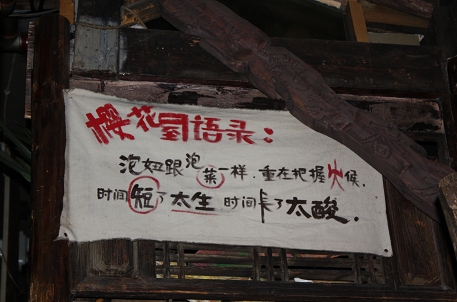 樱花园语录：
泡妞跟泡菜一样．重在把握火候．
时间短了太生 时间长了太酸．